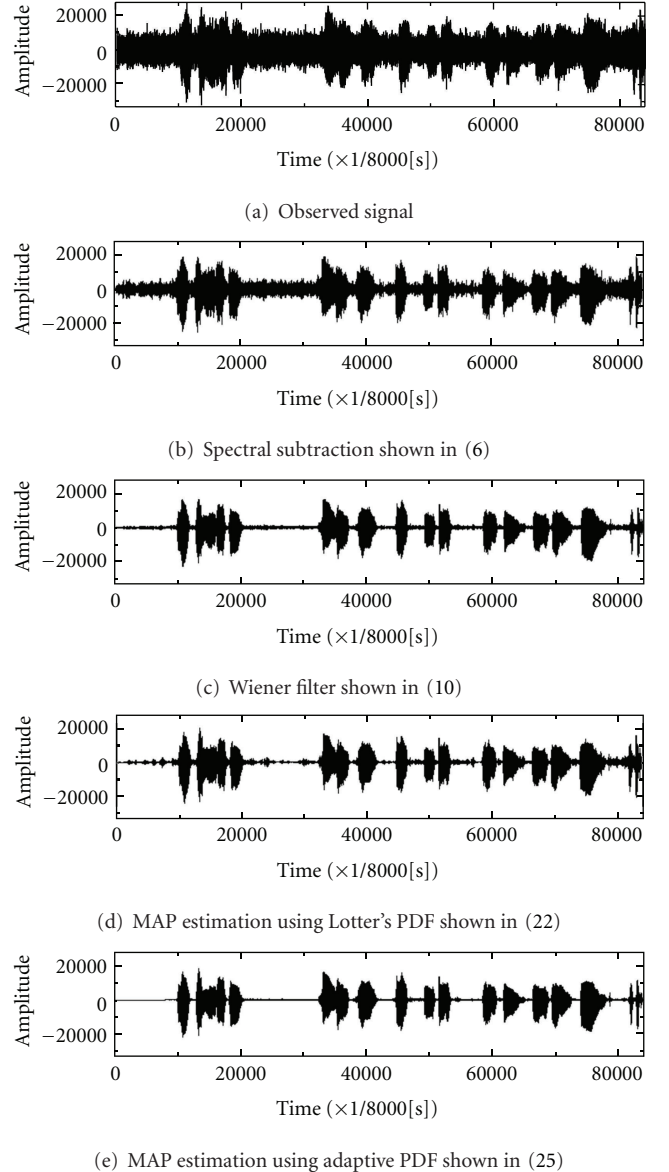 Amplitude
20000
0
−20000
0 20000 40000 60000 80000
Time (×1/8000[s])
(a) Observed signal
Amplitude
20000
0
−20000
0 20000 40000 60000 80000
Time (×1/8000[s])
(b) Spectral subtraction shown in (6)
Amplitude
20000
0
−20000
0 20000 40000 60000 80000
Time (×1/8000[s])
(c) Wiener filter shown in (10)
Amplitude
20000
0
−20000
0 20000 40000 60000 80000
Time (×1/8000[s])
(d) MAP estimation using Lotter's PDF shown in (22)
Amplitude
20000
0
−20000
0 20000 40000 60000 80000
Time (×1/8000[s])
(e) MAP estimation using adaptive PDF shown in (25)